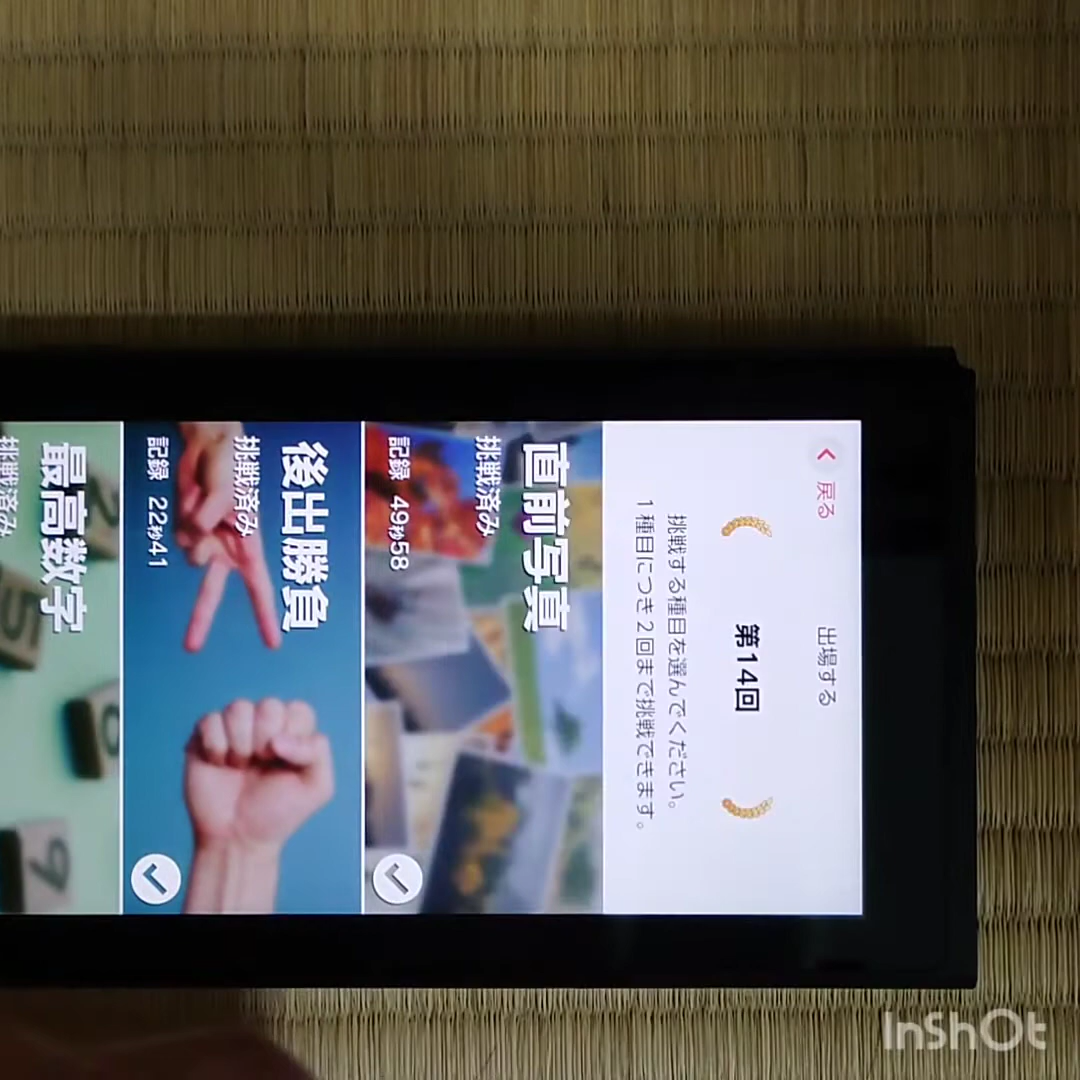 戻る
出場する
第14回
挑戦する種目を選んでください。
1種目につき2回まで挑戦できます。
直前写真
挑戦済み
記録 49秒58
後出勝負
挑戦済み
記録 22秒41
最高数字
挑戦済み
InShOt